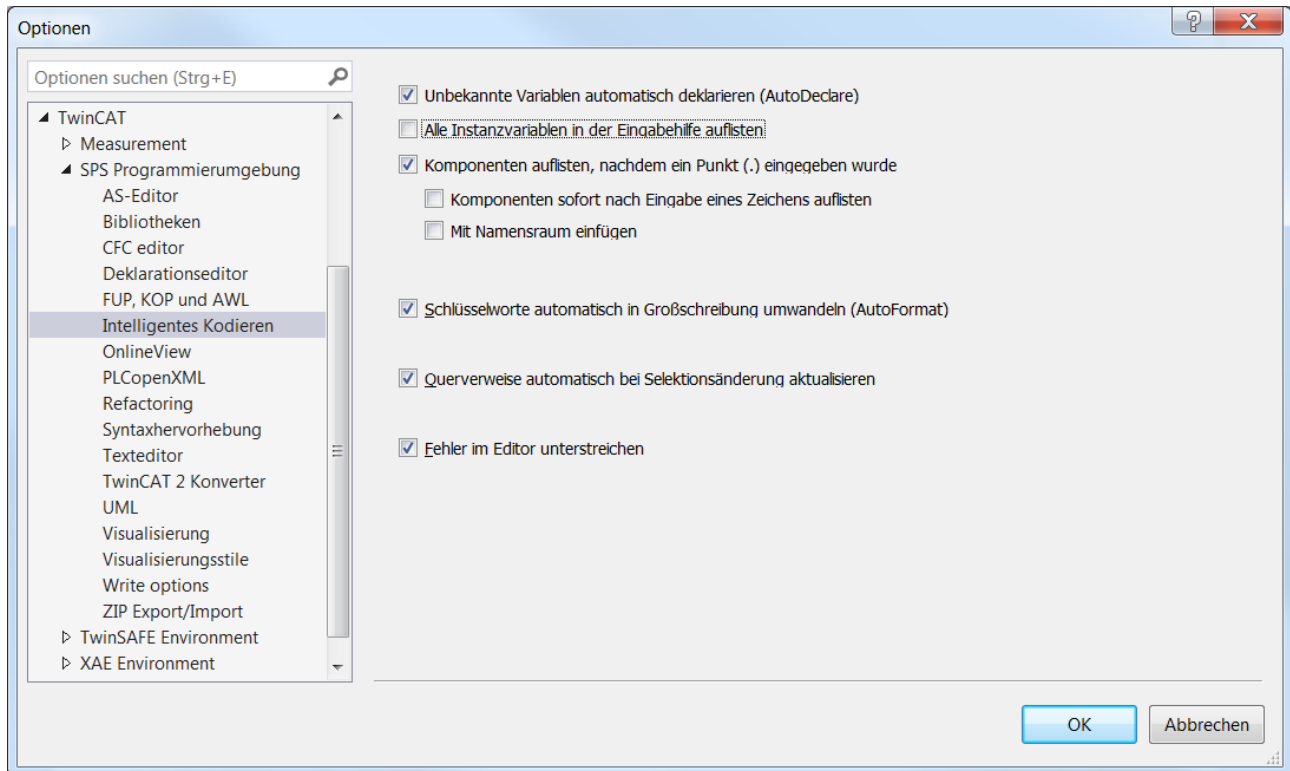 Optionen
Optionen suchen (Strg+E)
TwinCAT
Measurement
SPS Programmierumgebung
AS-Editor
Bibliotheken
CFC editor
Deklarationseditor
FUP, KOP und AWL
Intelligentes Kodieren
OnlineView
PLCopenXML
Refactoring
Syntaxhervorhebung
Texteditor
TwinCAT 2 Konverter
UML
Visualisierung
Visualisierungsstile
Write options
ZIP Export/Import
TwinSAFE Environment
XAE Environment
Unbekannte Variablen automatisch deklarieren (AutoDeclare)
Alle Instanzvariablen in der Eingabehilfe auflisten
Komponenten auflisten, nachdem ein Punkt (.) eingegeben wurde
Komponenten sofort nach Eingabe eines Zeichens auflisten
Mit Namensraum einfügen
Schlüsselworte automatisch in Großschreibung umwandeln (AutoFormat)
Querverweise automatisch bei Selektionsänderung aktualisieren
Fehler im Editor unterstreichen
OK
Abbrechen